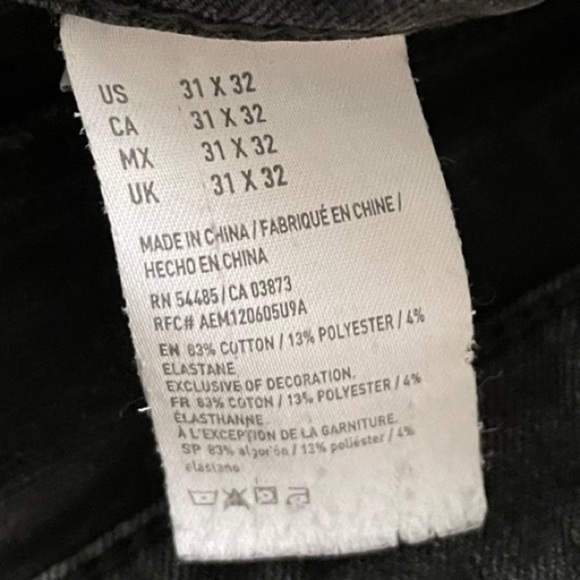 US 31 X 32
CA 31 X 32
MX 31 X 32
UK 31 X 32
MADE IN CHINA / FABRIQUÉ EN CHINE /
HECHO EN CHINA
RN 54485 / CA 03873
RFC# AEM120605U9A
EN 83% COTTON / 13% POLYESTER / 4%
ELASTANE
EXCLUSIVE OF DECORATION.
FR 83% COTON / 13% POLYESTER / 4%
ÉLASTHANNE
À L'EXCEPTION DE LA GARNITURE.
SP 83% algodón / 13% poliéster / 4%
elastano